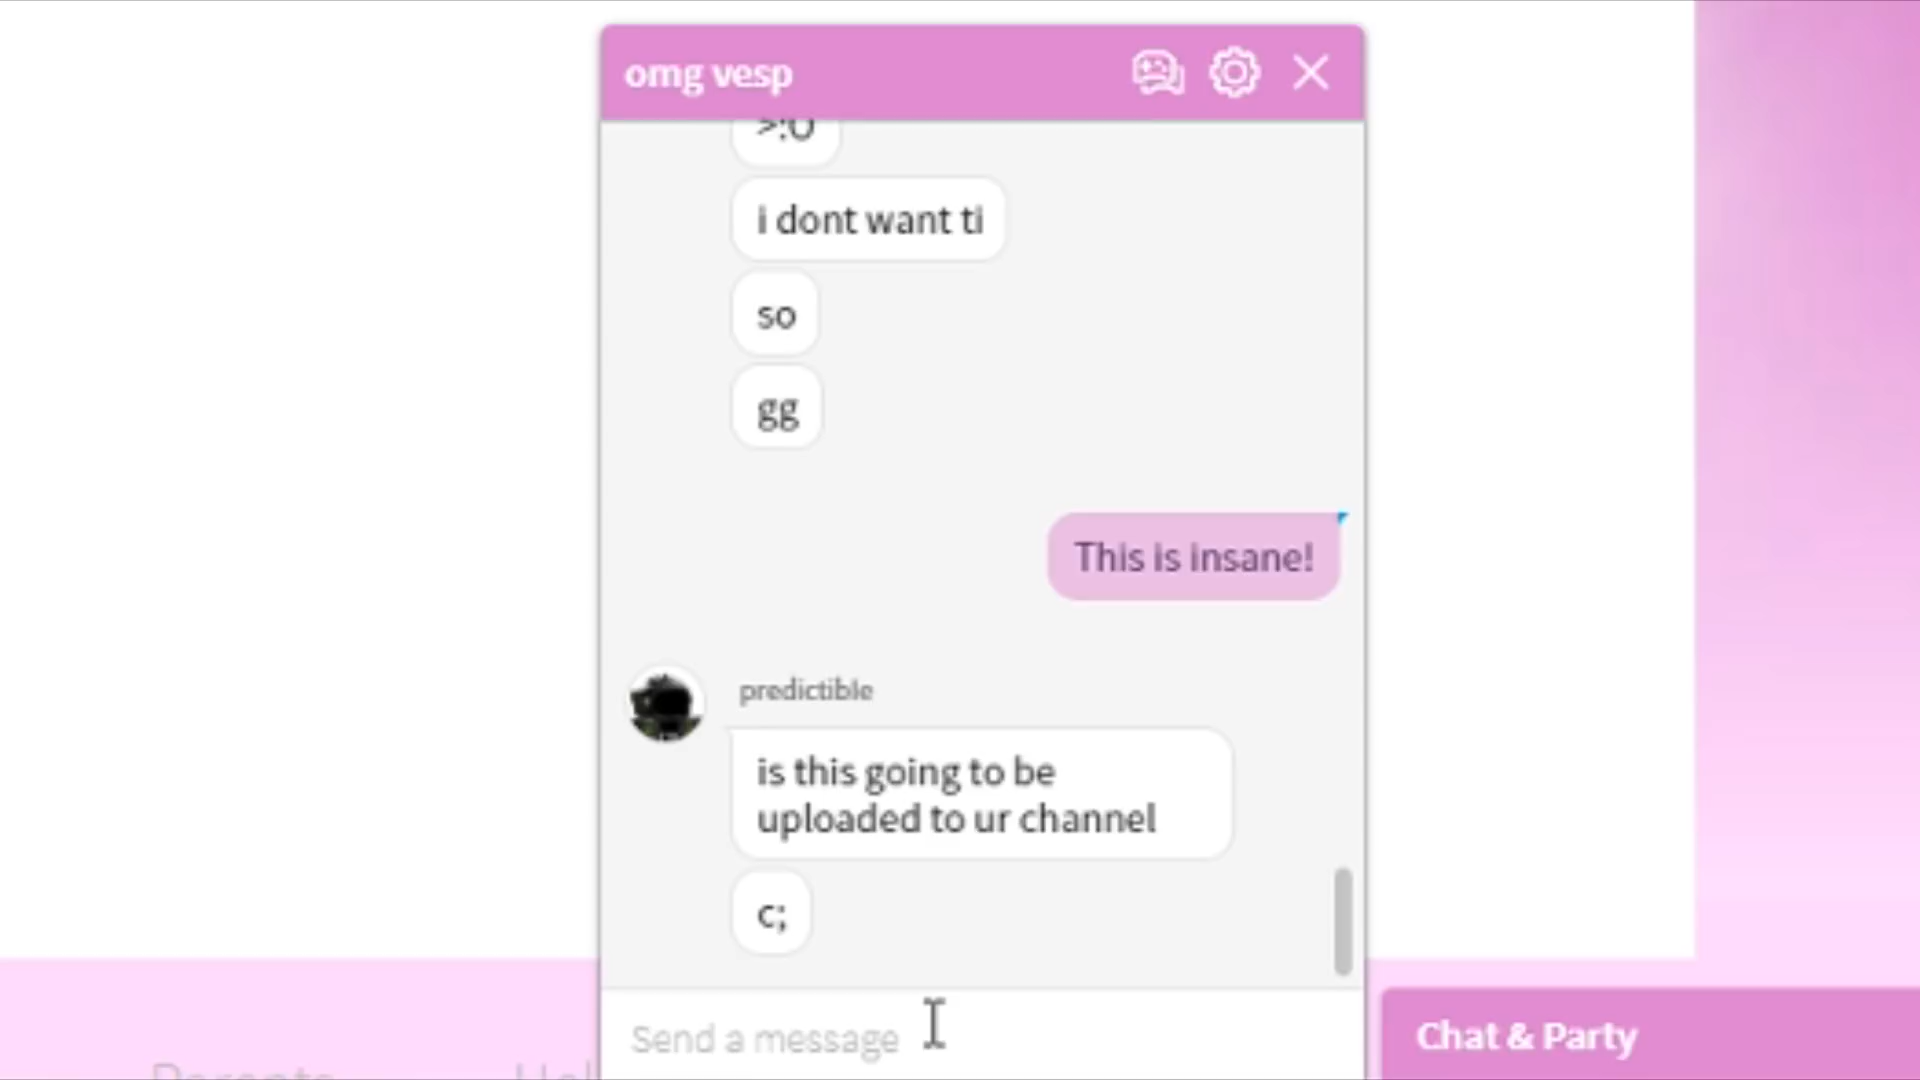 omg vesp
>:O
i dont want ti
so
gg
This is insane!
predictible
is this going to be
uploaded to ur channel
c;
Send a message
Chat & Party
Parents